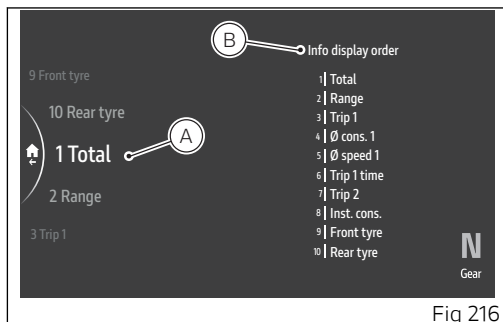 B
Info display order
9 Front tyre
10 Rear tyre
A
1 Total
2 Range
3 Trip 1
1 Total
2 Range
3 Trip 1
4 Ø cons. 1
5 Ø speed 1
6 Trip 1 time
7 Trip 2
8 Inst. cons.
9 Front tyre
10 Rear tyre
N
Gear
Fig 216